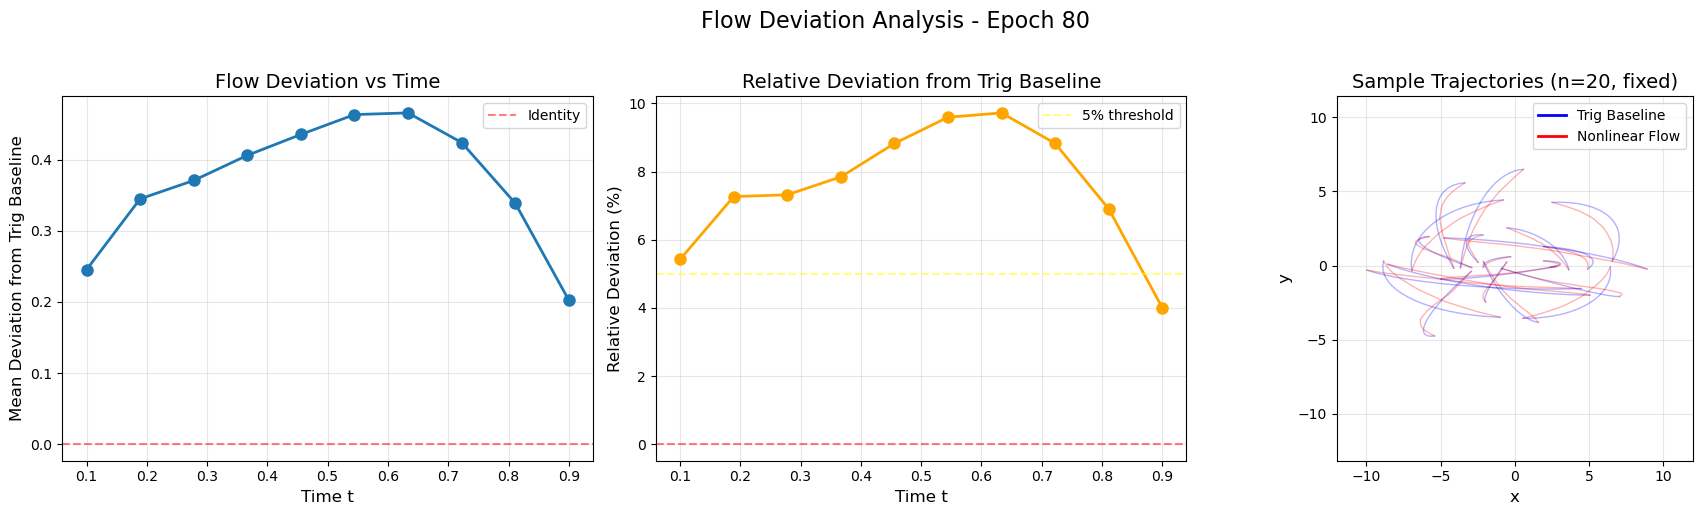 Flow Deviation Analysis - Epoch 80
Flow Deviation vs Time
Mean Deviation from Trig Baseline
0.4
0.3
0.2
0.1
0.0
Identity
0.1 0.2 0.3 0.4 0.5 0.6 0.7 0.8 0.9
Time t
Relative Deviation from Trig Baseline
Relative Deviation (%)
10
8
6
4
2
0
5% threshold
0.1 0.2 0.3 0.4 0.5 0.6 0.7 0.8 0.9
Time t
Sample Trajectories (n=20, fixed)
y
10
5
0
−5
−10
Trig Baseline
Nonlinear Flow
−10 −5 0 5 10
x